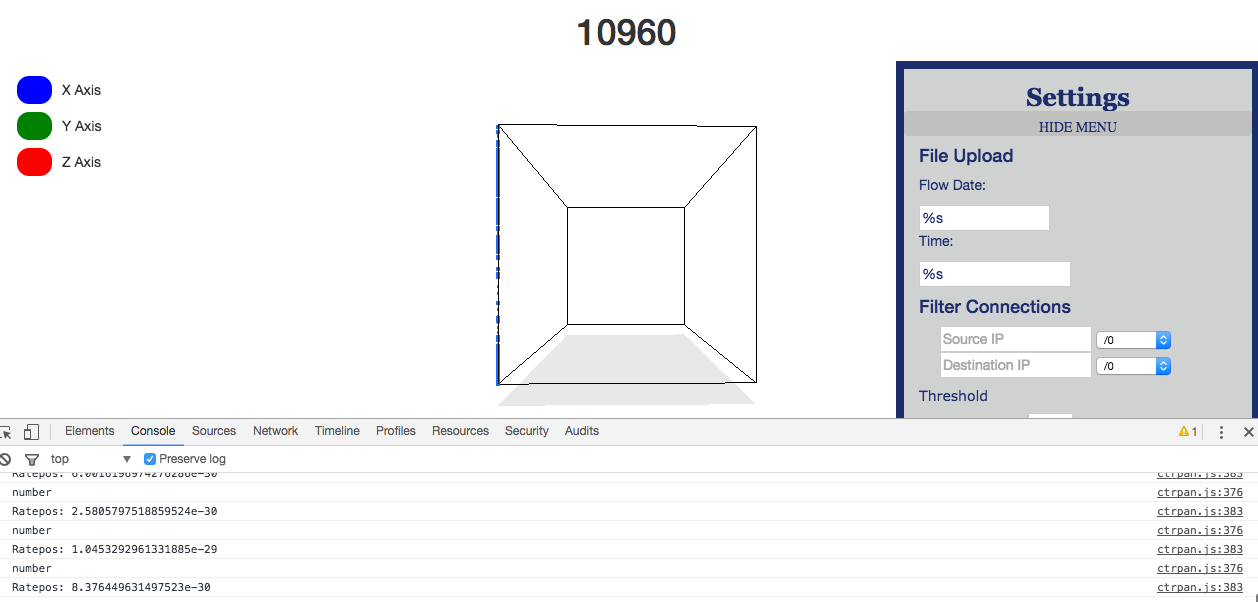 10960
X Axis
Y Axis
Z Axis
Settings
HIDE MENU
File Upload
Flow Date:
%s
Time:
%s
Filter Connections
Source IP /0
Destination IP /0
Threshold
Elements Console Sources Network Timeline Profiles Resources Security Audits 1
top Preserve log
Ratepos: ctrpan.js:383
number ctrpan.js:376
Ratepos: 2.5805797518859524e-30 ctrpan.js:383
number ctrpan.js:376
Ratepos: 1.0453292961331885e-29 ctrpan.js:383
number ctrpan.js:376
Ratepos: 8.376449631497523e-30 ctrpan.js:383